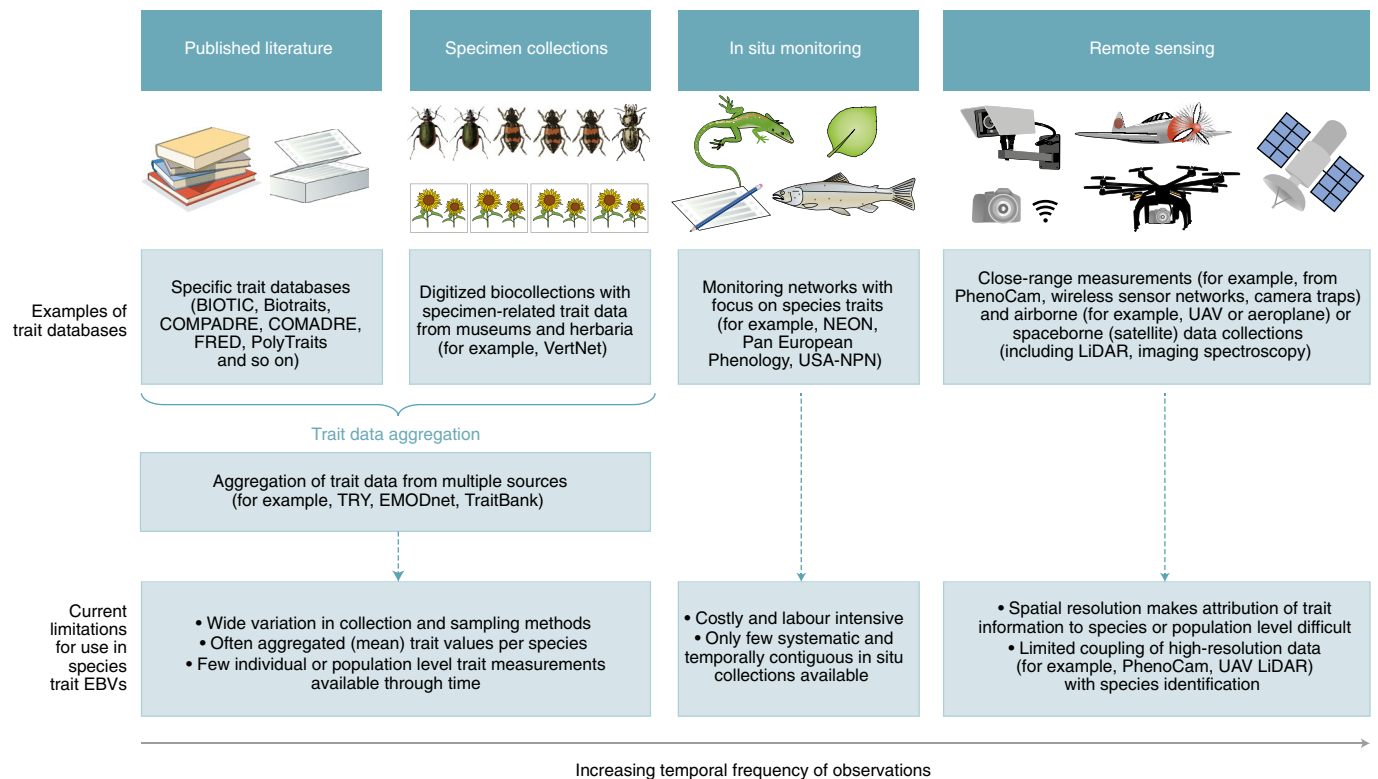 Published literature
Specimen collections
In situ monitoring
Remote sensing
Examples of
trait databases
Specific trait databases
(BIOTIC, Biotraits,
COMPADRE, COMADRE,
FRED, PolyTraits
and so on)
Digitized biocollections with
specimen-related trait data
from museums and herbaria
(for example, VertNet)
Monitoring networks with
focus on species traits
(for example, NEON,
Pan European
Phenology, USA-NPN)
Close-range measurements (for example, from
PhenoCam, wireless sensor networks, camera traps)
and airborne (for example, UAV or aeroplane) or
spaceborne (satellite) data collections
(including LiDAR, imaging spectroscopy)
Trait data aggregation
Aggregation of trait data from multiple sources
(for example, TRY, EMODnet, TraitBank)
Current
limitations
for use in
species
trait EBVs
• Wide variation in collection and sampling methods
• Often aggregated (mean) trait values per species
• Few individual or population level trait measurements
available through time
• Costly and labour intensive
• Only few systematic and
temporally contiguous in situ
collections available
• Spatial resolution makes attribution of trait
information to species or population level difficult
• Limited coupling of high-resolution data
(for example, PhenoCam, UAV LiDAR)
with species identification
Increasing temporal frequency of observations